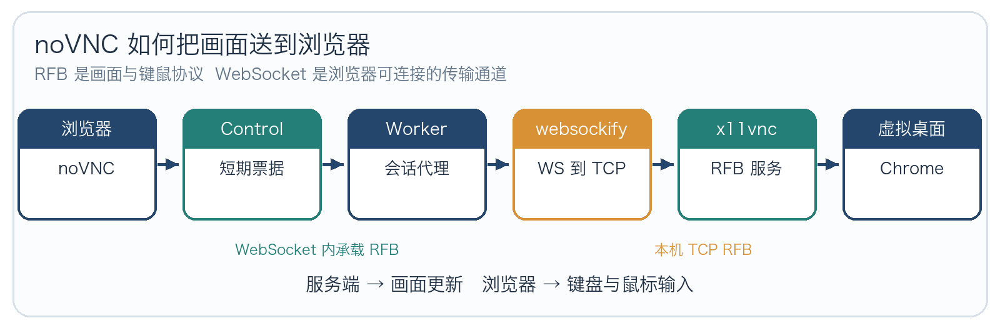 noVNC 如何把画面送到浏览器
RFB 是画面与键鼠协议 WebSocket 是浏览器可连接的传输通道
浏览器
noVNC
Control
短期票据
Worker
会话代理
websockify
WS 到 TCP
x11vnc
RFB 服务
虚拟桌面
Chrome
WebSocket 内承载 RFB
本机 TCP RFB
服务端 → 画面更新 浏览器 → 键盘与鼠标输入